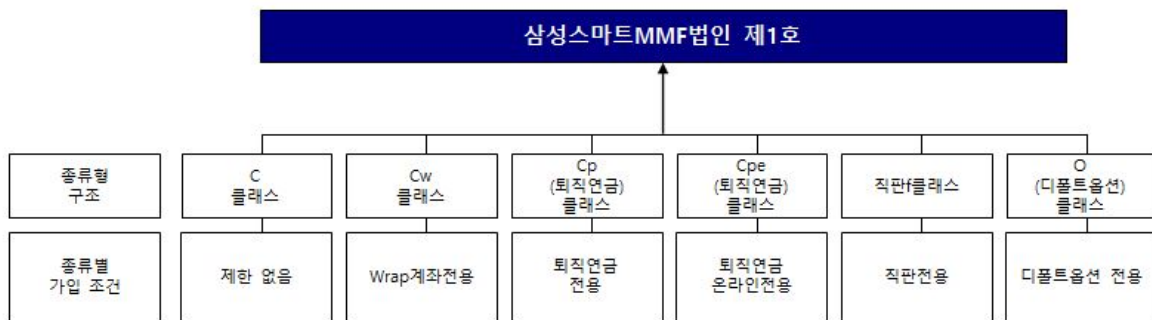 삼성스마트MMF법인 제1호
종류형
구조
C
클래스
Cw
클래스
Cp
(퇴직연금)
클래스
Cpe
(퇴직연금)
클래스
직판f클래스
O
(디폴트옵션)
클래스
종류별
가입 조건
제한 없음
Wrap계좌전용
퇴직연금
전용
퇴직연금
온라인전용
직판전용
디폴트옵션 전용